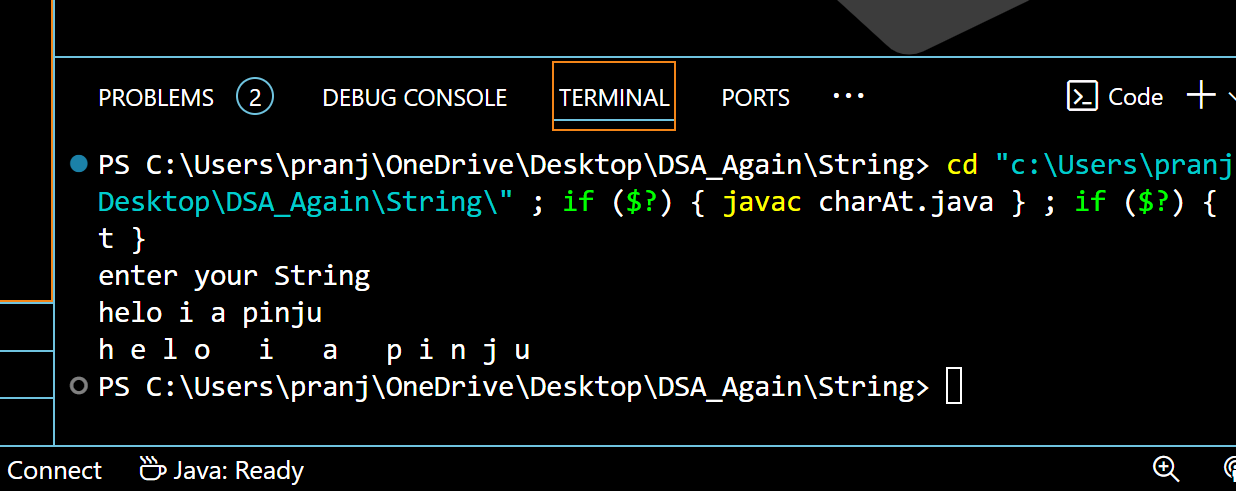 PROBLEMS 2 DEBUG CONSOLE TERMINAL PORTS ··· Code
PS C:\Users\pranj\OneDrive\Desktop\DSA_Again\String> cd "c:\Users\pranj
Desktop\DSA_Again\String\" ; if ($?) { javac charAt.java } ; if ($?) {
t }
enter your String
helo i a pinju
h e l o   i   a   p i n j u
PS C:\Users\pranj\OneDrive\Desktop\DSA_Again\String>
Connect Java: Ready